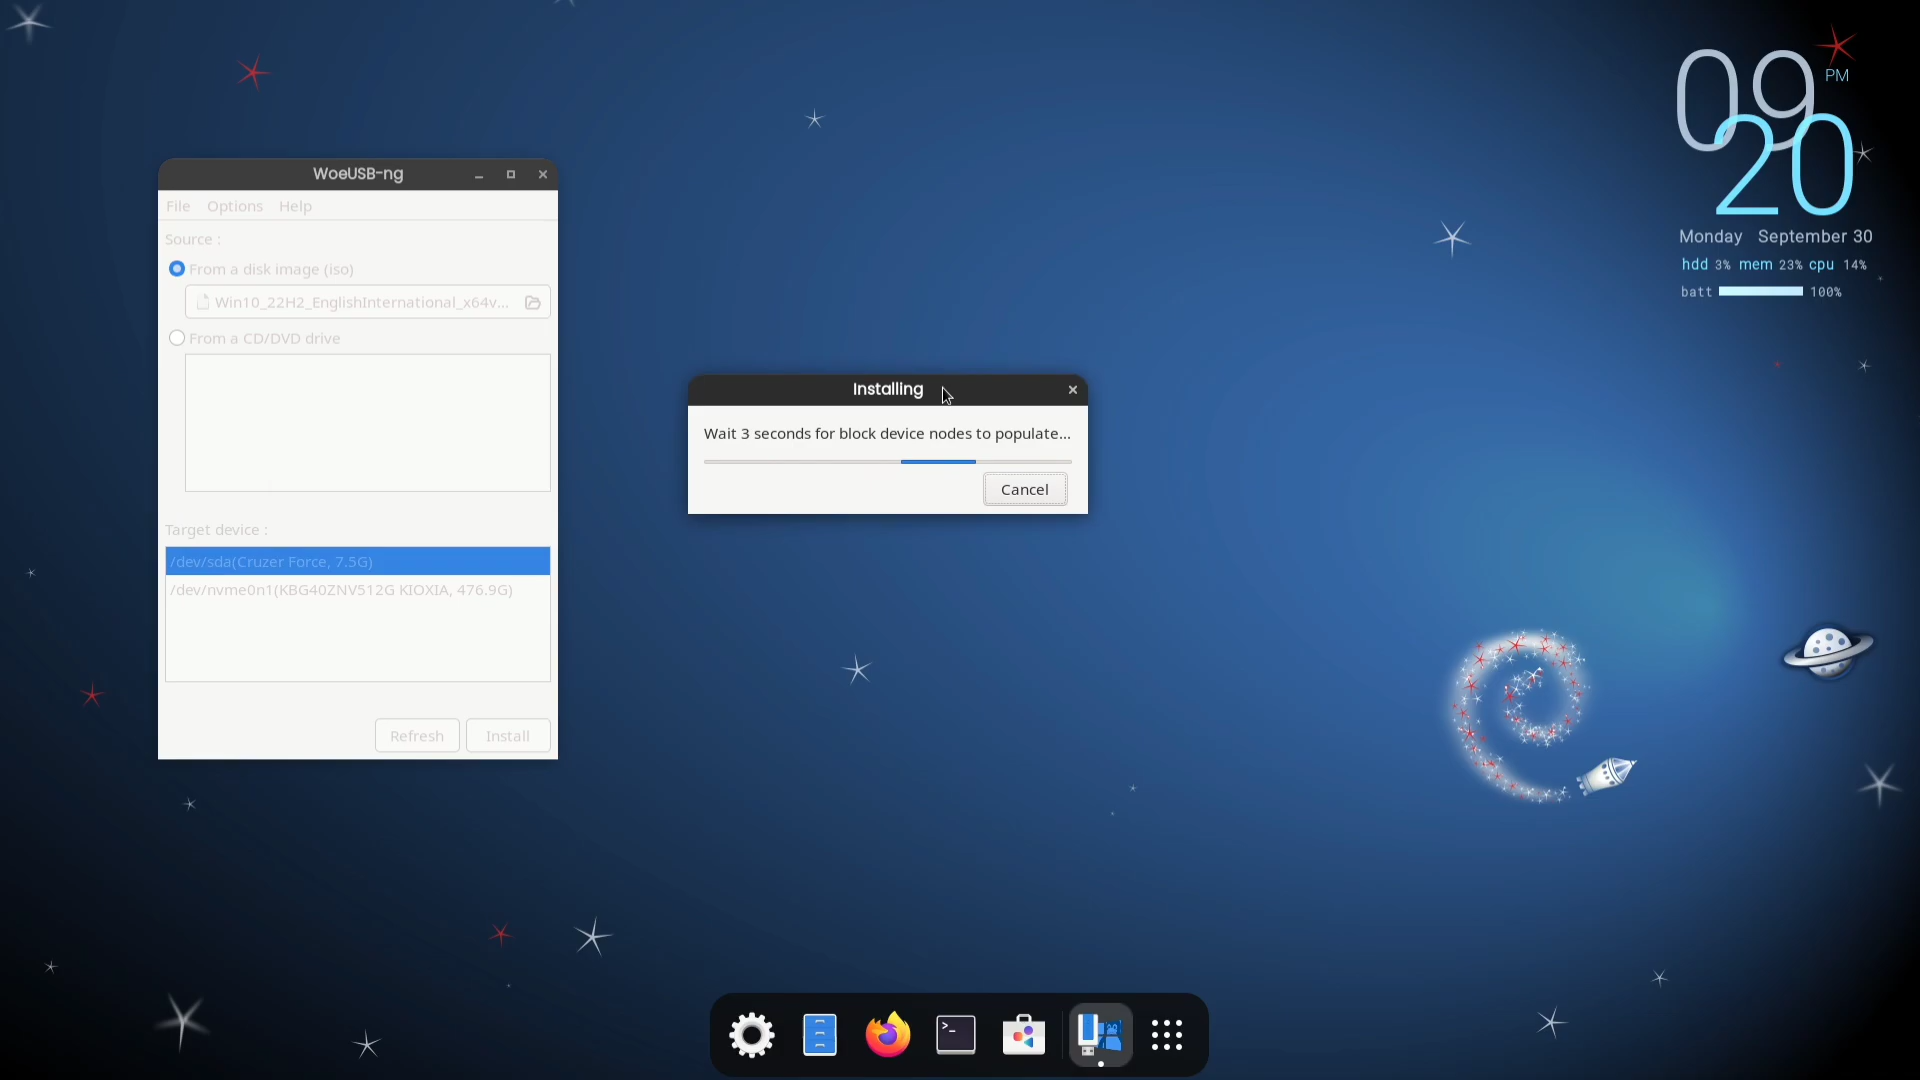 WoeUSB-ng
File Options Help
Source :
From a disk image (iso)
Win10_22H2_EnglishInternational_x64v...
From a CD/DVD drive
Target device :
/dev/sda(Cruzer Force, 7.5G)
/dev/nvme0n1(KBG40ZNV512G KIOXIA, 476.9G)
Refresh Install
Installing
Wait 3 seconds for block device nodes to populate...
Cancel
09 PM
20
Monday September 30
hdd 3% mem 23% cpu 14%
batt 100%
>_